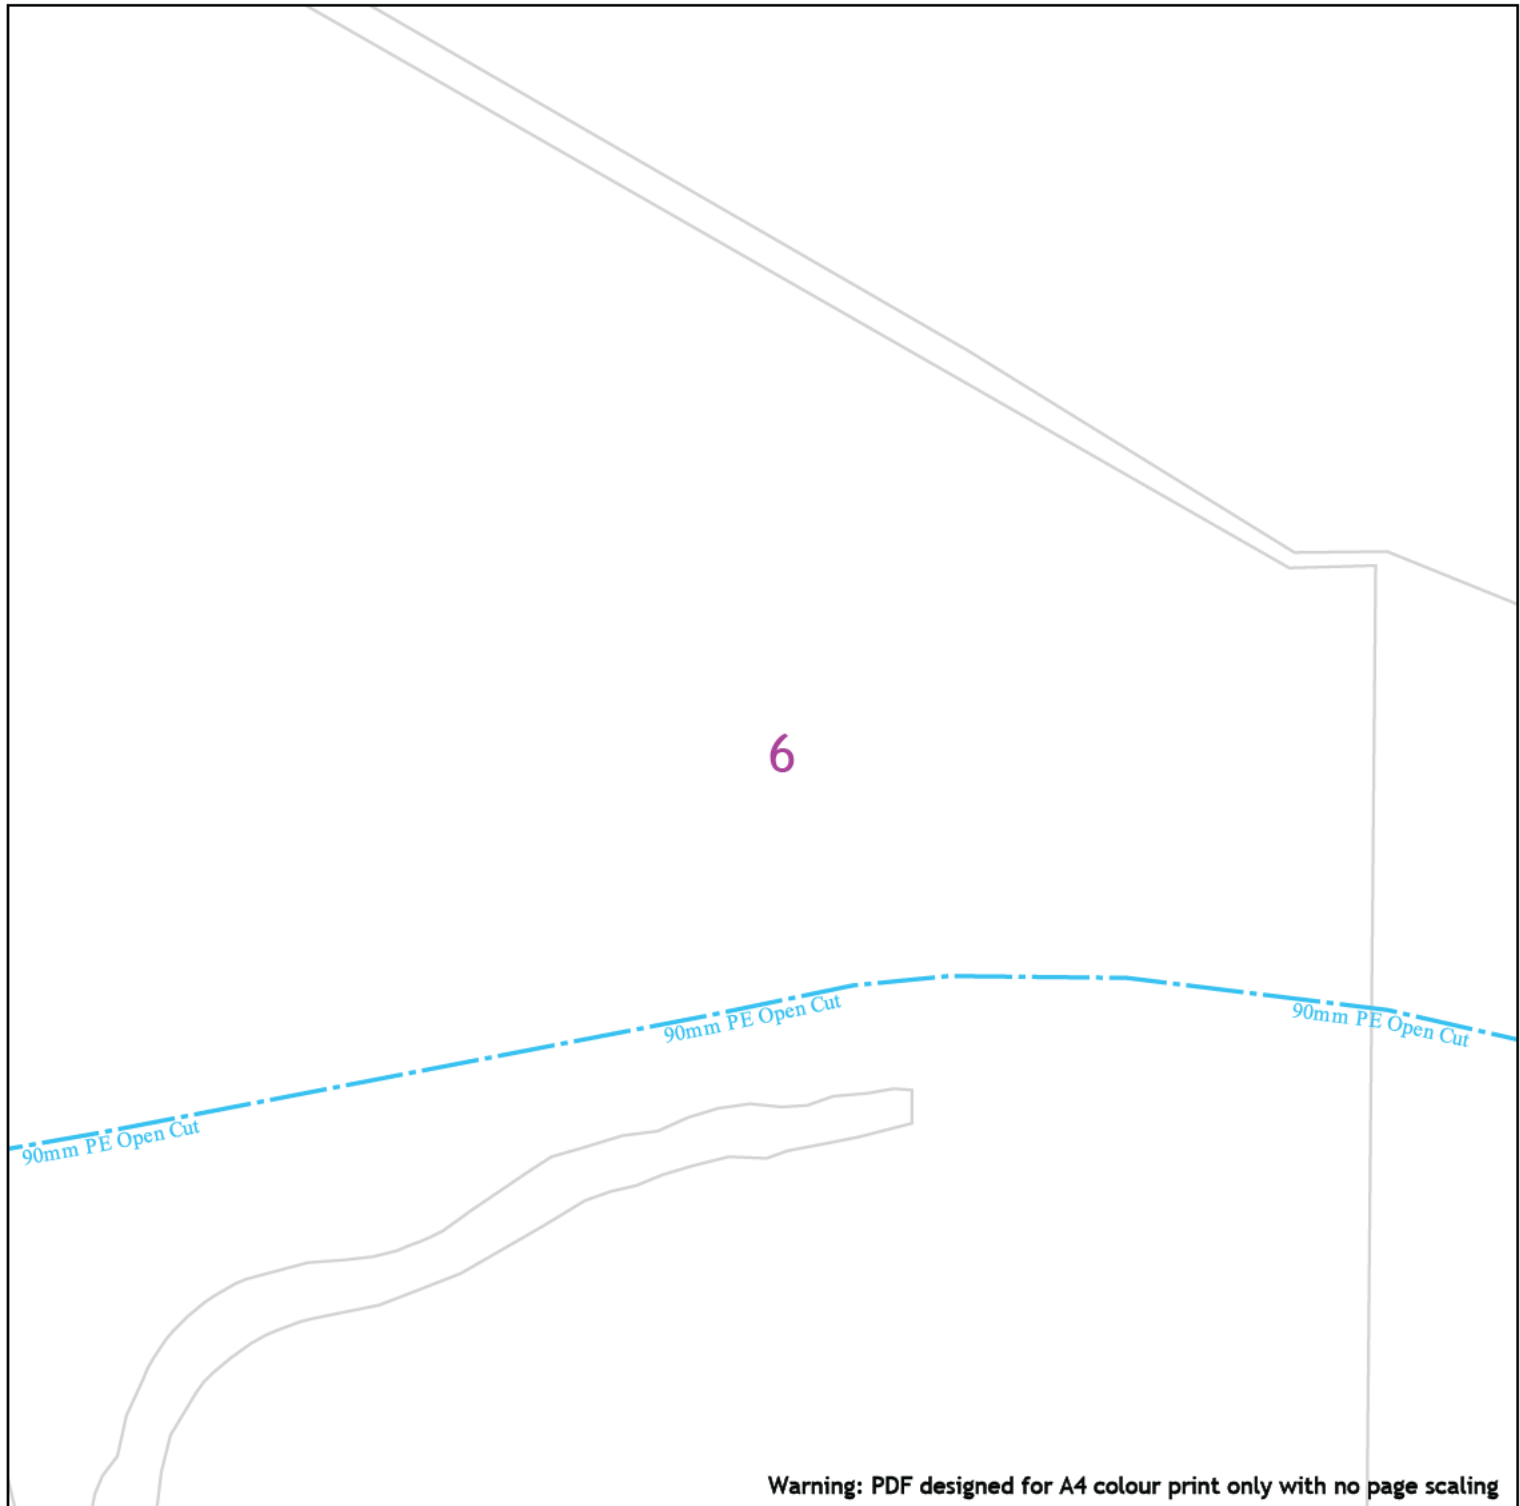 6
90mm PE Open Cut
90mm PE Open Cut
90mm PE Open Cut
Warning: PDF designed for A4 colour print only with no page scaling